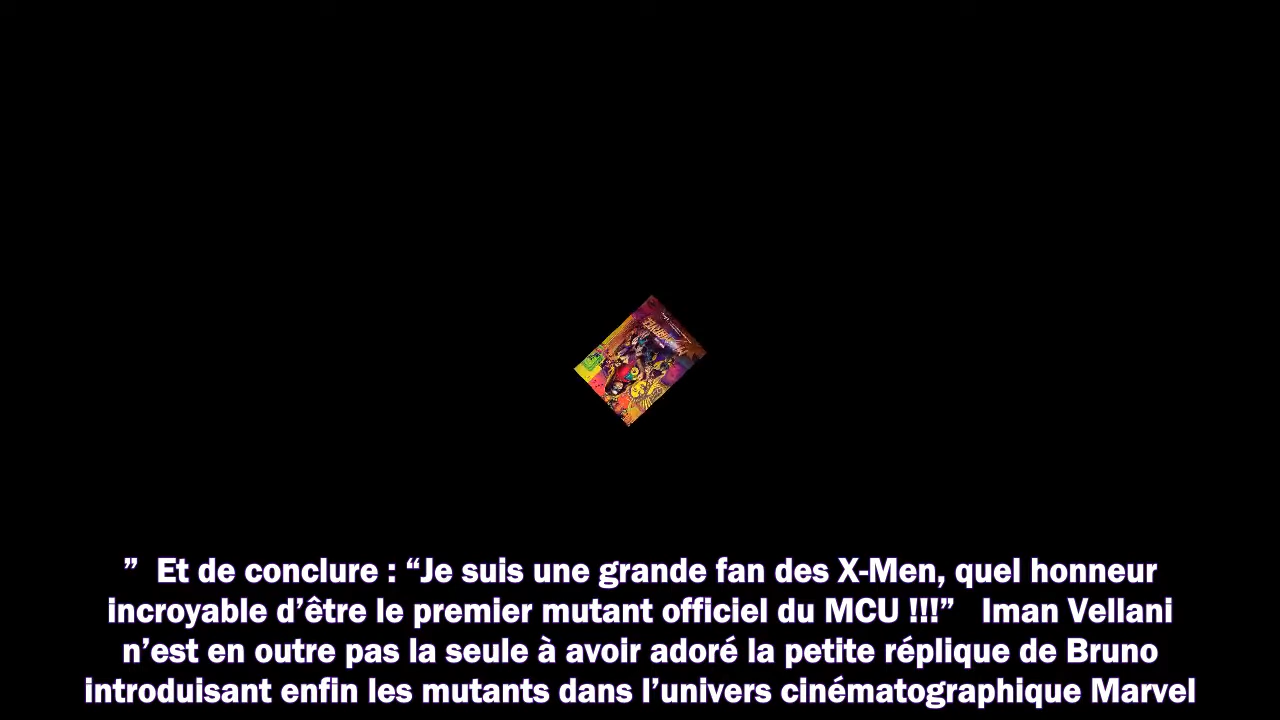 ” Et de conclure : “Je suis une grande fan des X-Men, quel honneur
incroyable d’être le premier mutant officiel du MCU !!!” Iman Vellani
n’est en outre pas la seule à avoir adoré la petite réplique de Bruno
introduisant enfin les mutants dans l’univers cinématographique Marvel